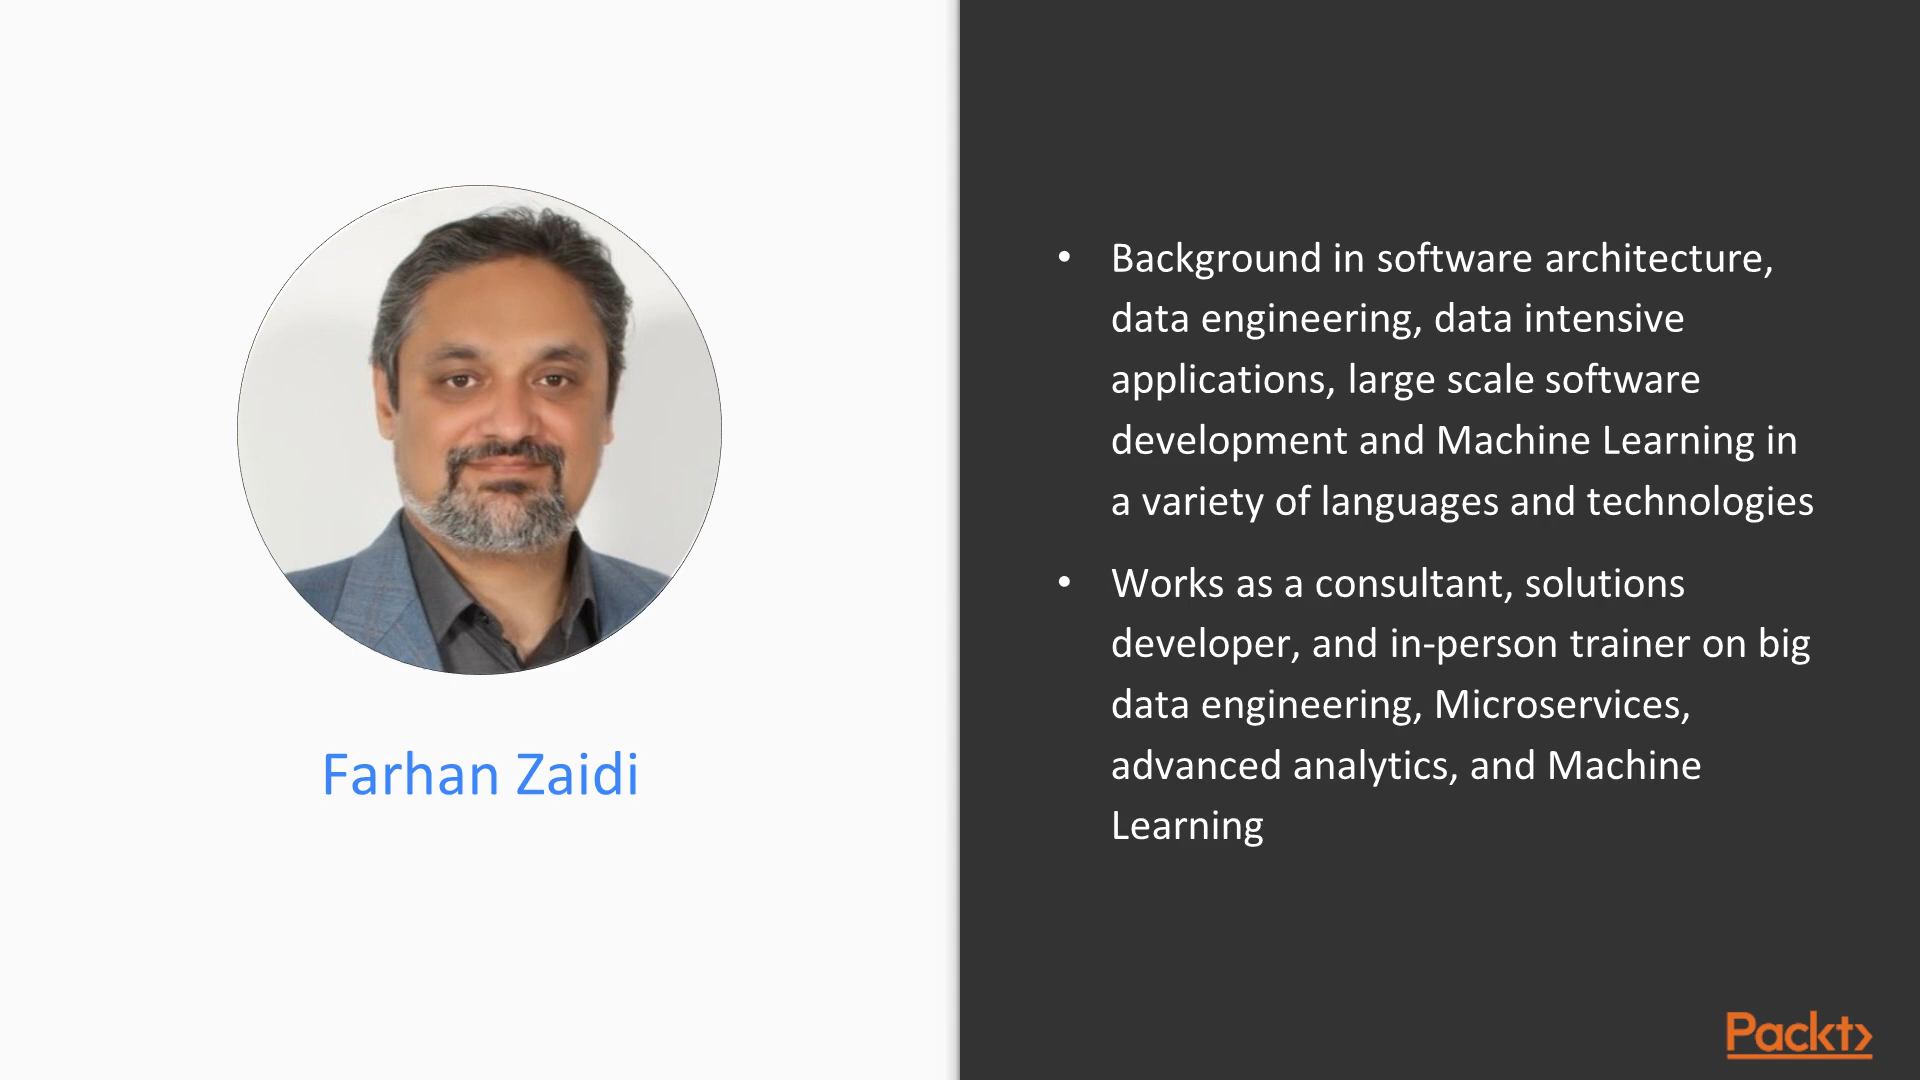 Farhan Zaidi
• Background in software architecture,
data engineering, data intensive
applications, large scale software
development and Machine Learning in
a variety of languages and technologies
• Works as a consultant, solutions
developer, and in-person trainer on big
data engineering, Microservices,
advanced analytics, and Machine
Learning
Packt>